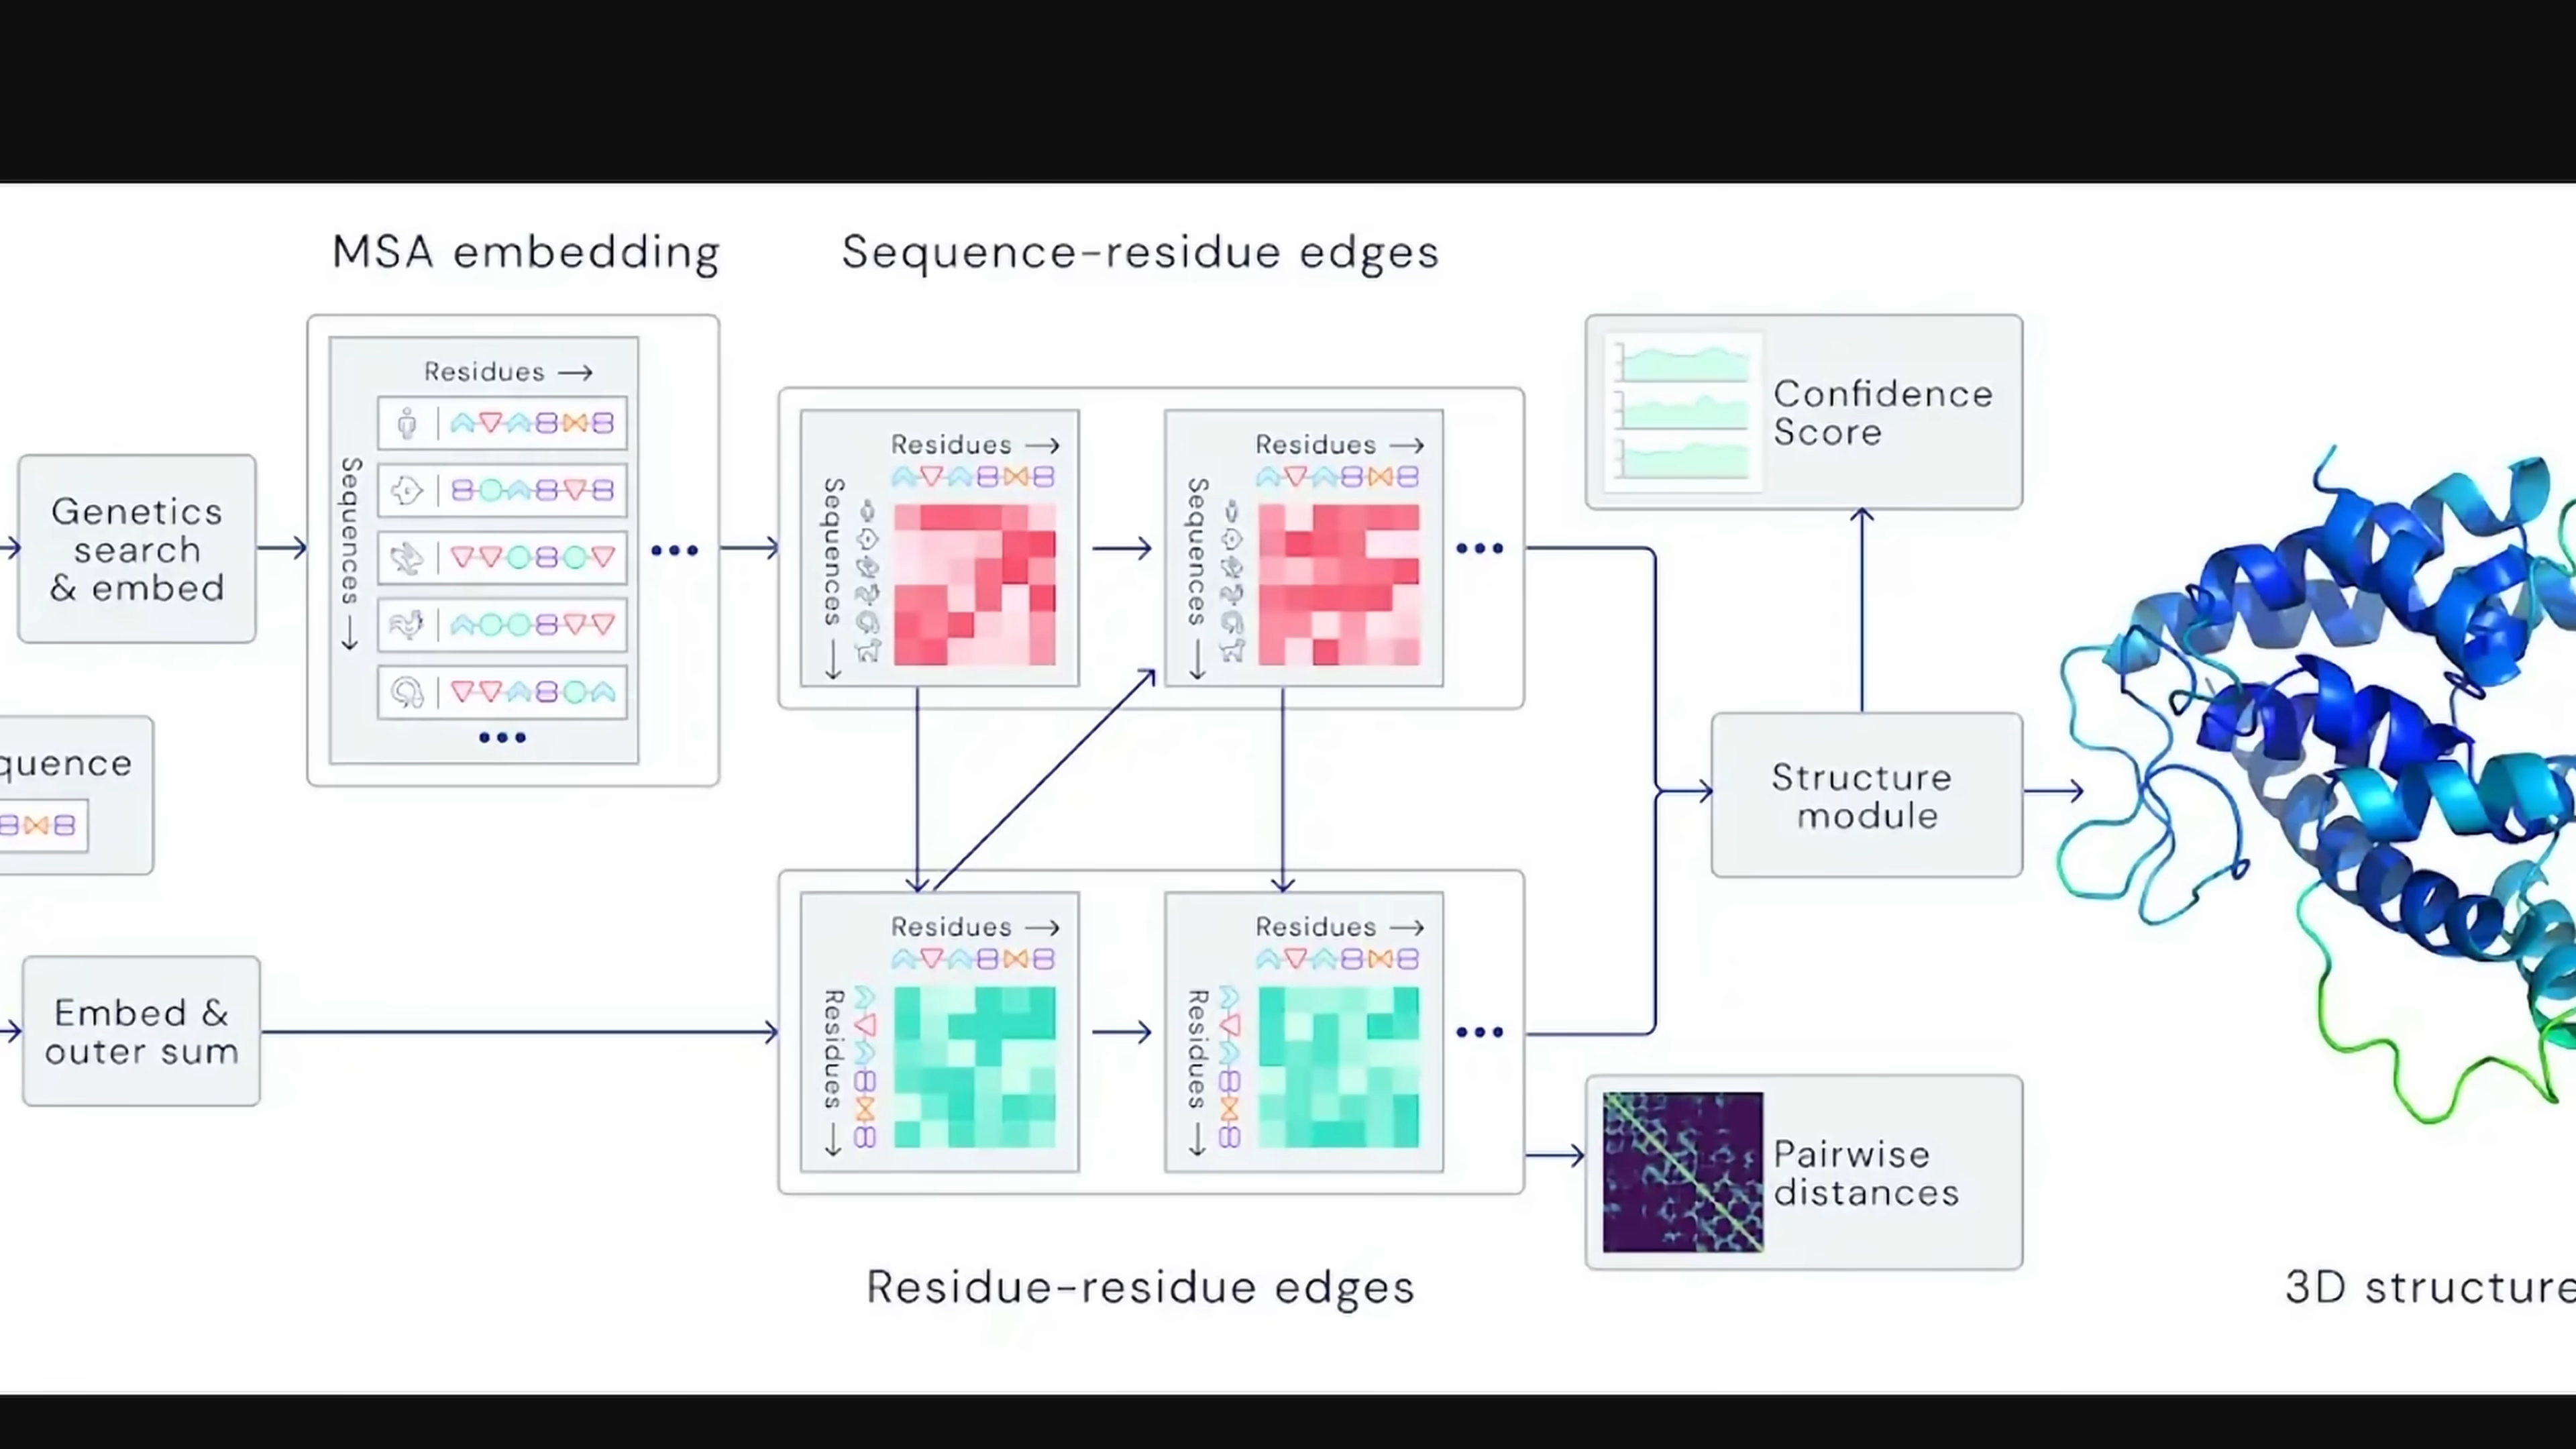 MSA embedding
Sequence-residue edges
Genetics
search
& embed
Residues
Sequences
Residues
Sequences
Residues
Sequences
Confidence
Score
quence
Structure
module
Embed &
outer sum
Residues
Residues
Residues
Residues
Pairwise
distances
Residue-residue edges
3D structure